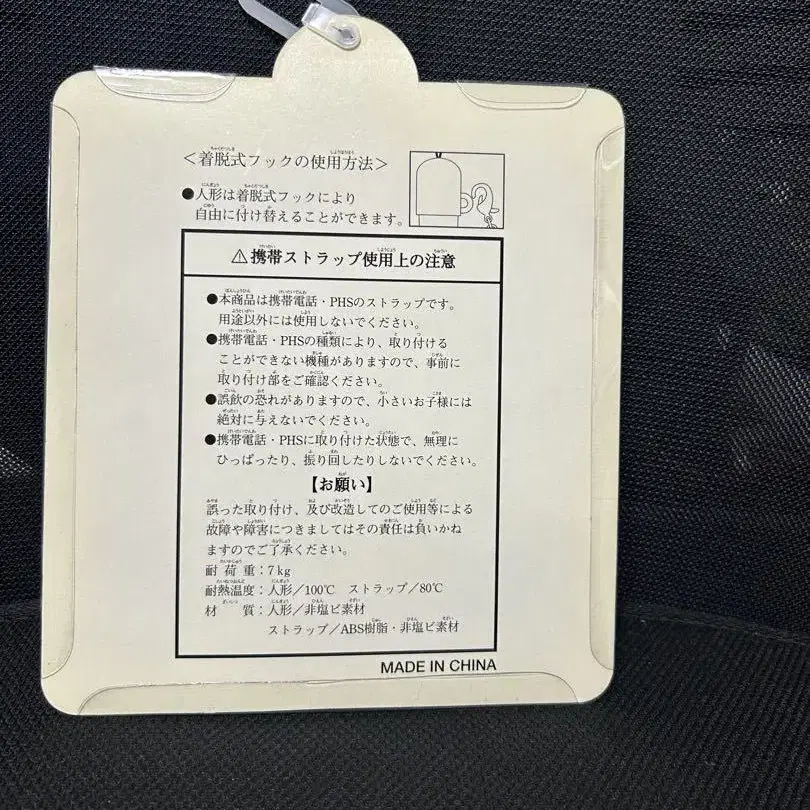 ＜着脱式フックの使用方法＞
●人形は着脱式フックにより
自由に付け替えることができます。
⚠携帯ストラップ使用上の注意
●本商品は携帯電話・PHSのストラップです。
用途以外には使用しないでください。
●携帯電話・PHSの種類により、取り付ける
ことができない機種がありますので、事前に
取り付け部をご確認ください。
●誤飲の恐れがありますので、小さいお子様には
絶対に与えないでください。
●携帯電話・PHSに取り付けた状態で、無理に
ひっぱったり、振り回したりしないでください。
【お願い】
誤った取り付け、及び改造してのご使用等による
故障や障害につきましてはその責任は負いかね
ますのでご了承ください。
耐荷重：7kg
耐熱温度：人形／100℃　ストラップ／80℃
材　質：人形／非塩ビ素材
ストラップ／ABS樹脂・非塩ビ素材
MADE IN CHINA